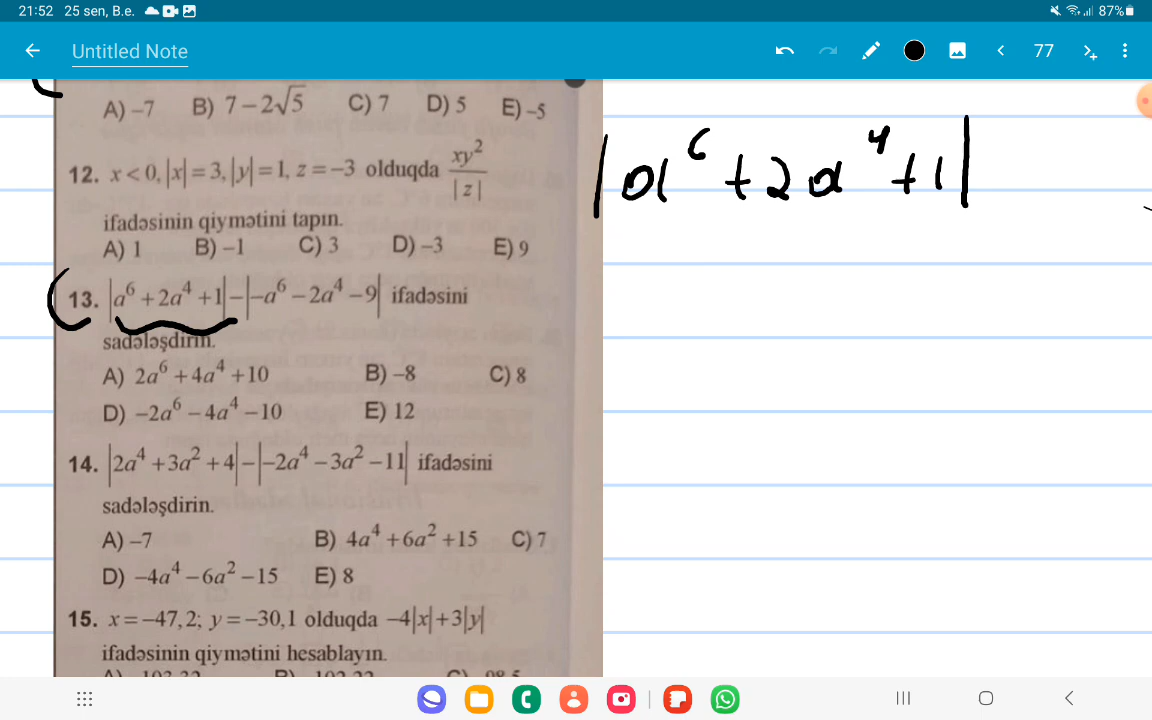 21:52 25 sen, B.e. 87%
Untitled Note 77
A) –7 B) 7 – 2√5 C) 7 D) 5 E) –5
12. x < 0, |x| = 3, |y| = 1, z = –3 olduqda xy²/|z|
ifadəsinin qiymətini tapın.
A) 1 B) –1 C) 3 D) –3 E) 9
13. |a⁶ + 2a⁴ + 1| – |–a⁶ – 2a⁴ – 9| ifadəsini
sadələşdirin.
A) 2a⁶ + 4a⁴ + 10 B) –8 C) 8
D) –2a⁶ – 4a⁴ – 10 E) 12
14. |2a⁴ + 3a² + 4| – |–2a⁴ – 3a² – 11| ifadəsini
sadələşdirin.
A) –7 B) 4a⁴ + 6a² + 15 C) 7
D) –4a⁴ – 6a² – 15 E) 8
15. x = –47,2; y = –30,1 olduqda –4|x| + 3|y|
ifadəsinin qiymətini hesablayın.
|a⁶ + 2a⁴ + 1|